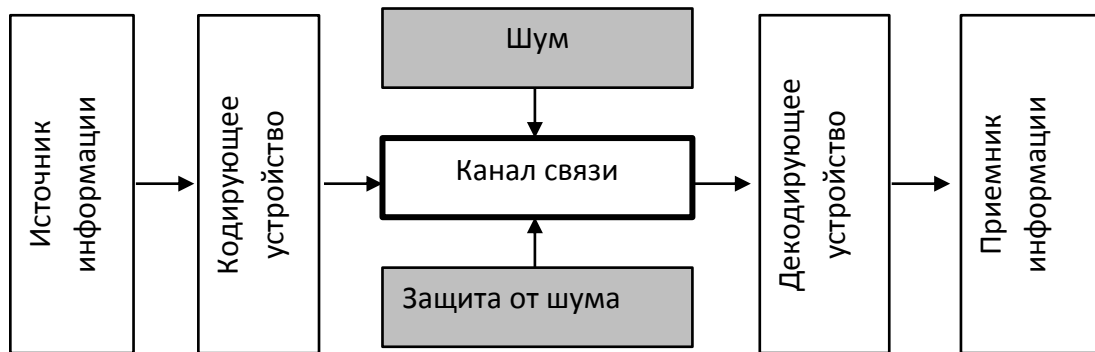 Источник
информации
Кодирующее
устройство
Шум
Канал связи
Защита от шума
Декодирующее
устройство
Приемник
информации